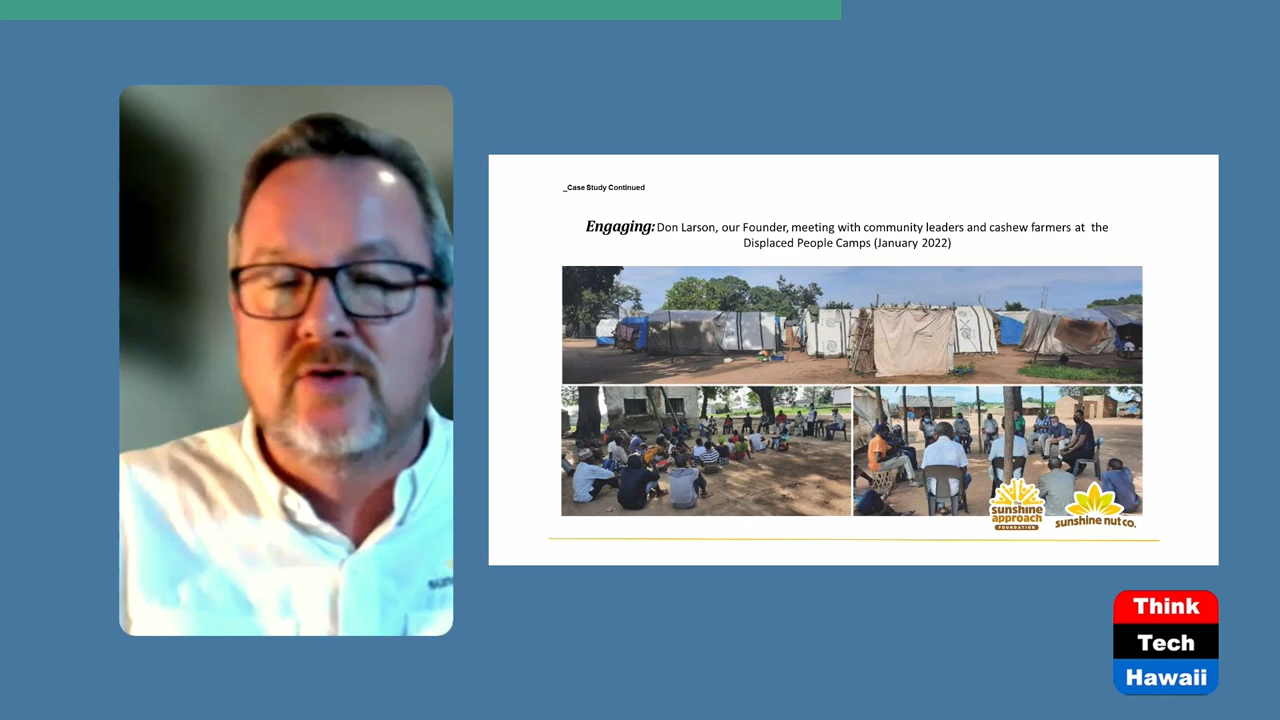 _Case Study Continued
Engaging: Don Larson, our Founder, meeting with community leaders and cashew farmers at the
Displaced People Camps (January 2022)
sunshine
approach
FOUNDATION
sunshine nut co.
Think
Tech
Hawaii